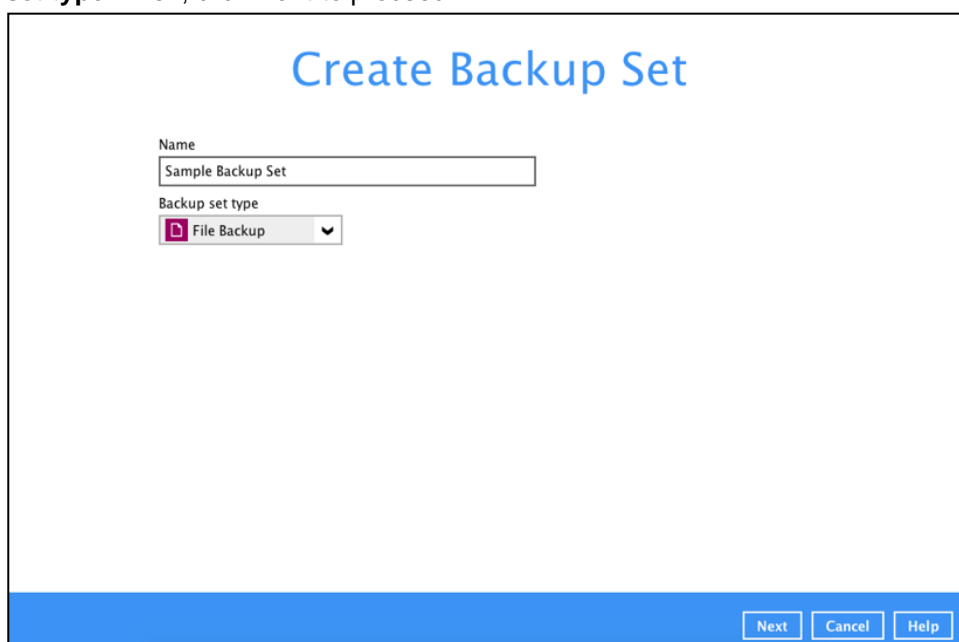 Create Backup Set
Name
Sample Backup Set
Backup set type
File Backup
Next Cancel Help